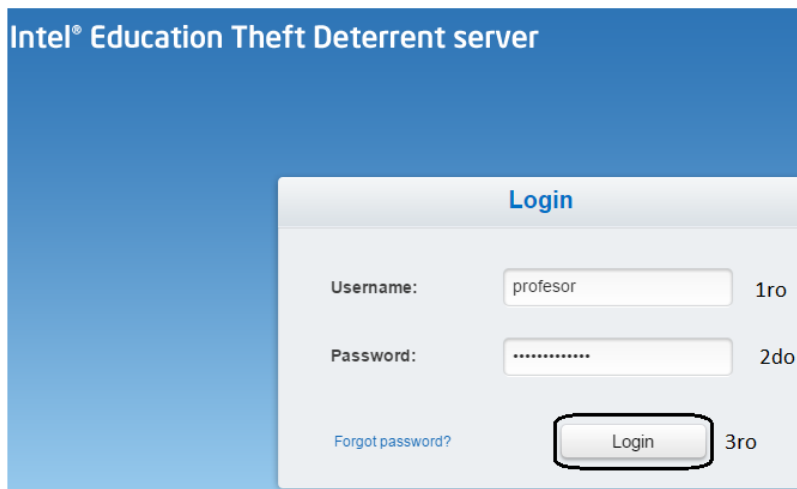 Intel® Education Theft Deterrent server
Login
Username: profesor 1ro
Password: ••••••••••••• 2do
Forgot password? Login 3ro